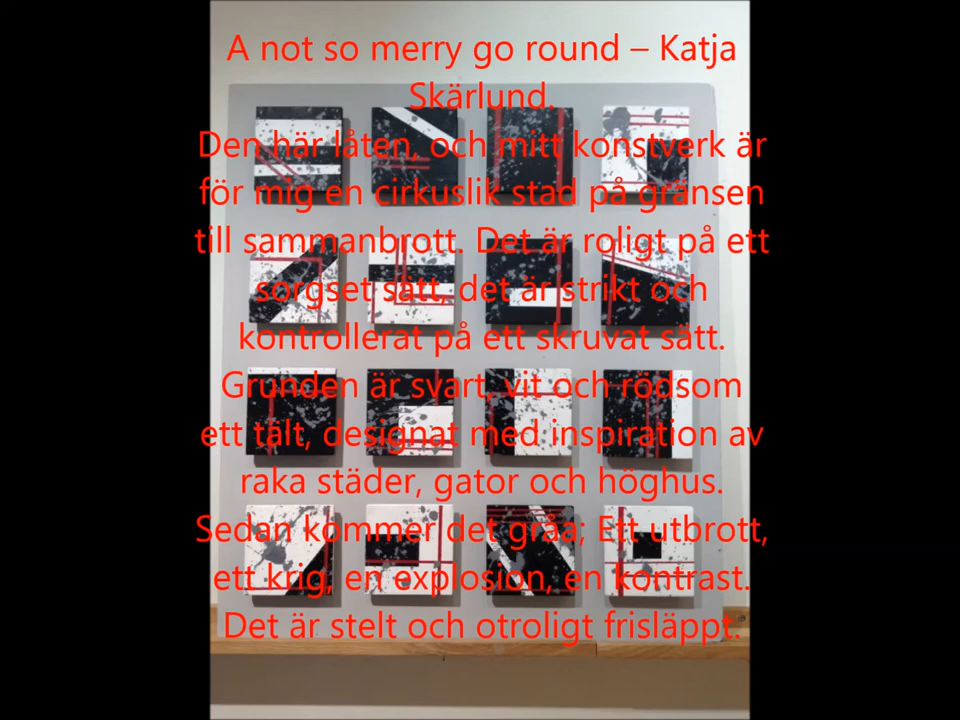 A not so merry go round – Katja
Skärlund.
Den här låten, och mitt konstverk är
för mig en cirkuslik stad på gränsen
till sammanbrott. Det är roligt på ett
sorgset sätt, det är strikt och
kontrollerat på ett skruvat sätt.
Grunden är svart, vit och rödsom
ett tält, designat med inspiration av
raka städer, gator och höghus.
Sedan kommer det gråa; Ett utbrott,
ett krig, en explosion, en kontrast.
Det är stelt och otroligt frisläppt.